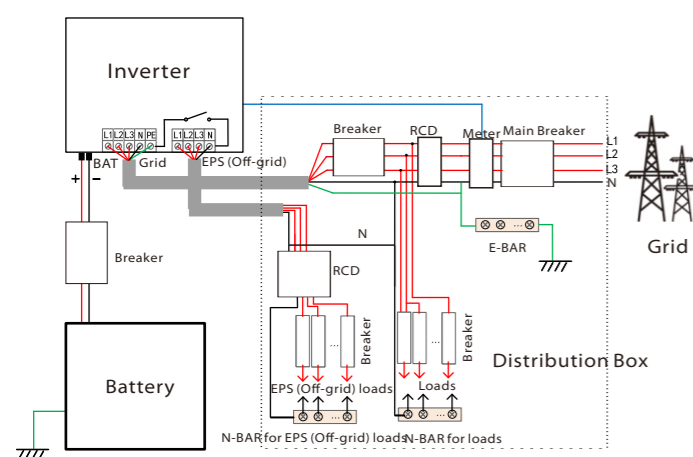 Inverter
L1 L2 L3 N PE
L1 L2 L3 N
BAT
Grid
EPS (Off-grid)
+
−
Breaker
Battery
Breaker
RCD
Meter
Main Breaker
L1
L2
L3
N
Grid
E-BAR
N
RCD
...
Breaker
...
Breaker
Distribution Box
EPS (Off-grid) loads
Loads
N-BAR for EPS (Off-grid) loads
N-BAR for loads